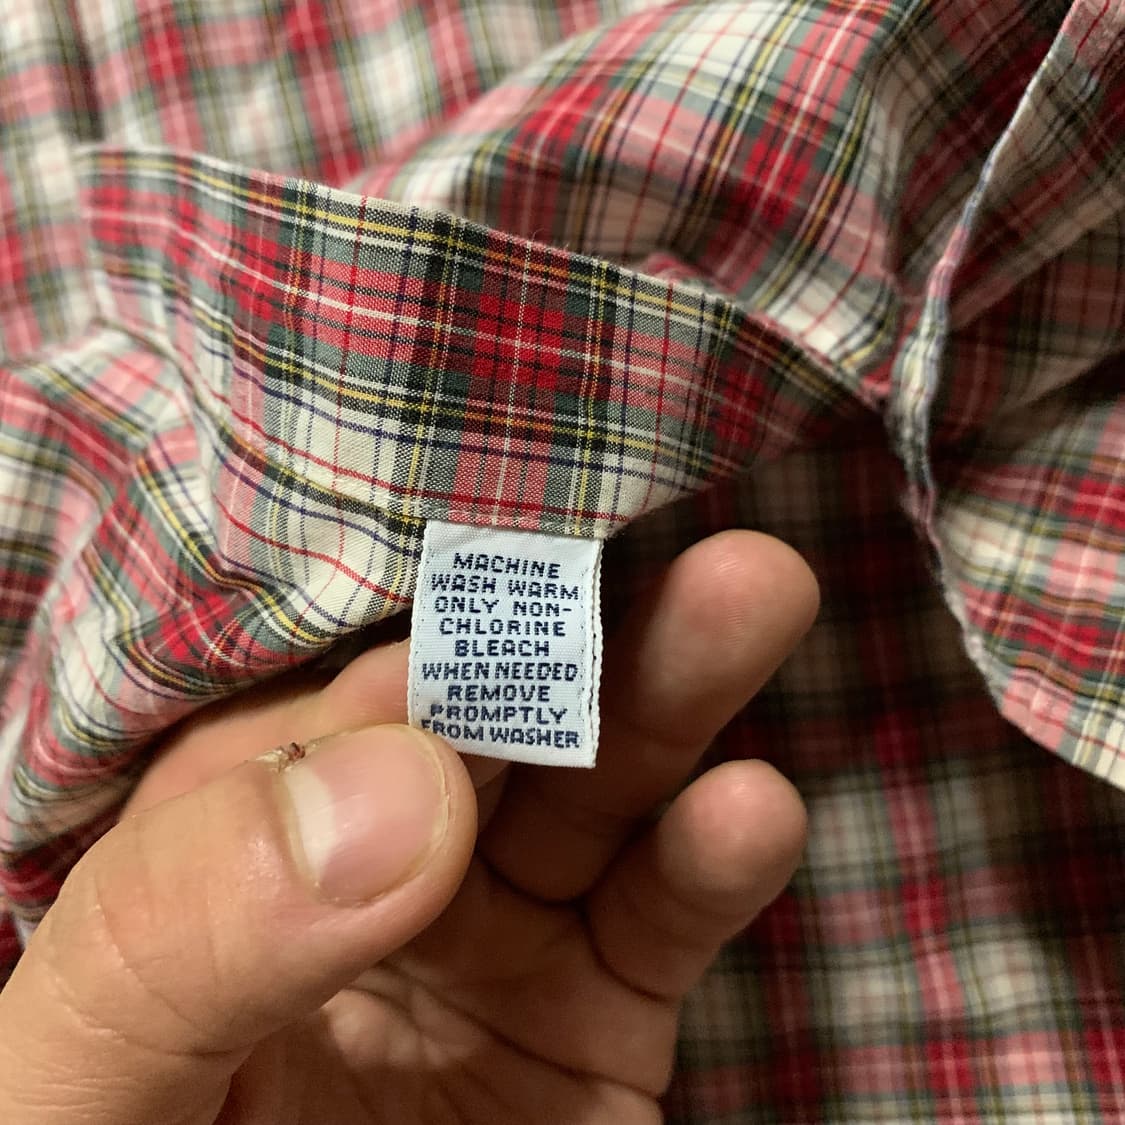 MACHINE
WASH WARM
ONLY NON-
CHLORINE
BLEACH
WHEN NEEDED
REMOVE
PROMPTLY
FROM WASHER